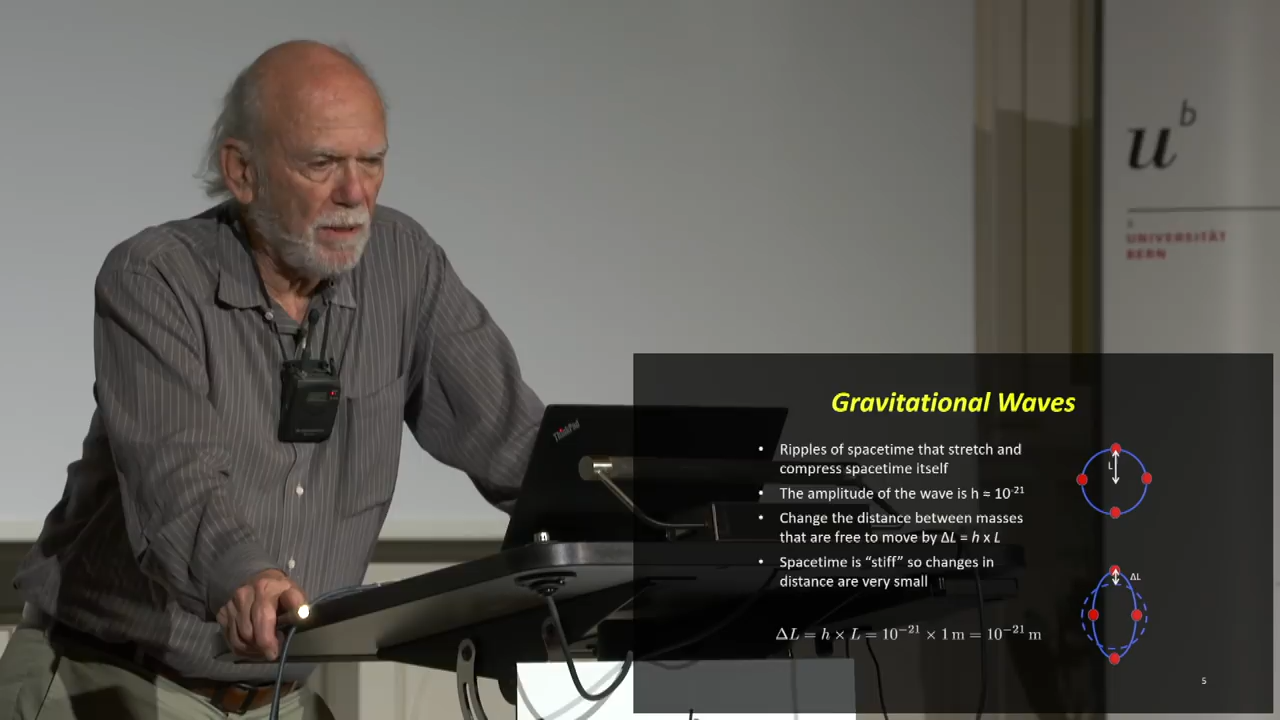 u
b
UNIVERSITÄT
BERN
ThinkPad
Gravitational Waves
• Ripples of spacetime that stretch and
compress spacetime itself
• The amplitude of the wave is h ≈ 10⁻²¹
• Change the distance between masses
that are free to move by ΔL = h x L
• Spacetime is “stiff” so changes in
distance are very small
ΔL = h × L = 10⁻²¹ × 1 m = 10⁻²¹ m
L
ΔL
5
b